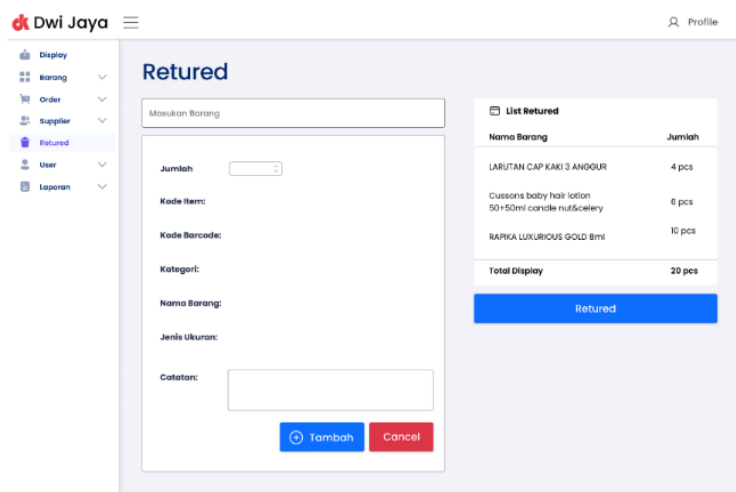 dk Dwi Jaya
Profile
Display
Barang
Order
Supplier
Retured
User
Laporan
Retured
Masukan Barang
Jumlah
Kode Item:
Kode Barcode:
Kategori:
Nama Barang:
Jenis Ukuran:
Catatan:
Tambah Cancel
List Retured
Nama Barang Jumlah
LARUTAN CAP KAKI 3 ANGGUR 4 pcs
Cussons baby hair lotion
50+50ml candle nut&celery 6 pcs
RAPIKA LUXURIOUS GOLD 8ml 10 pcs
Total Display 20 pcs
Retured